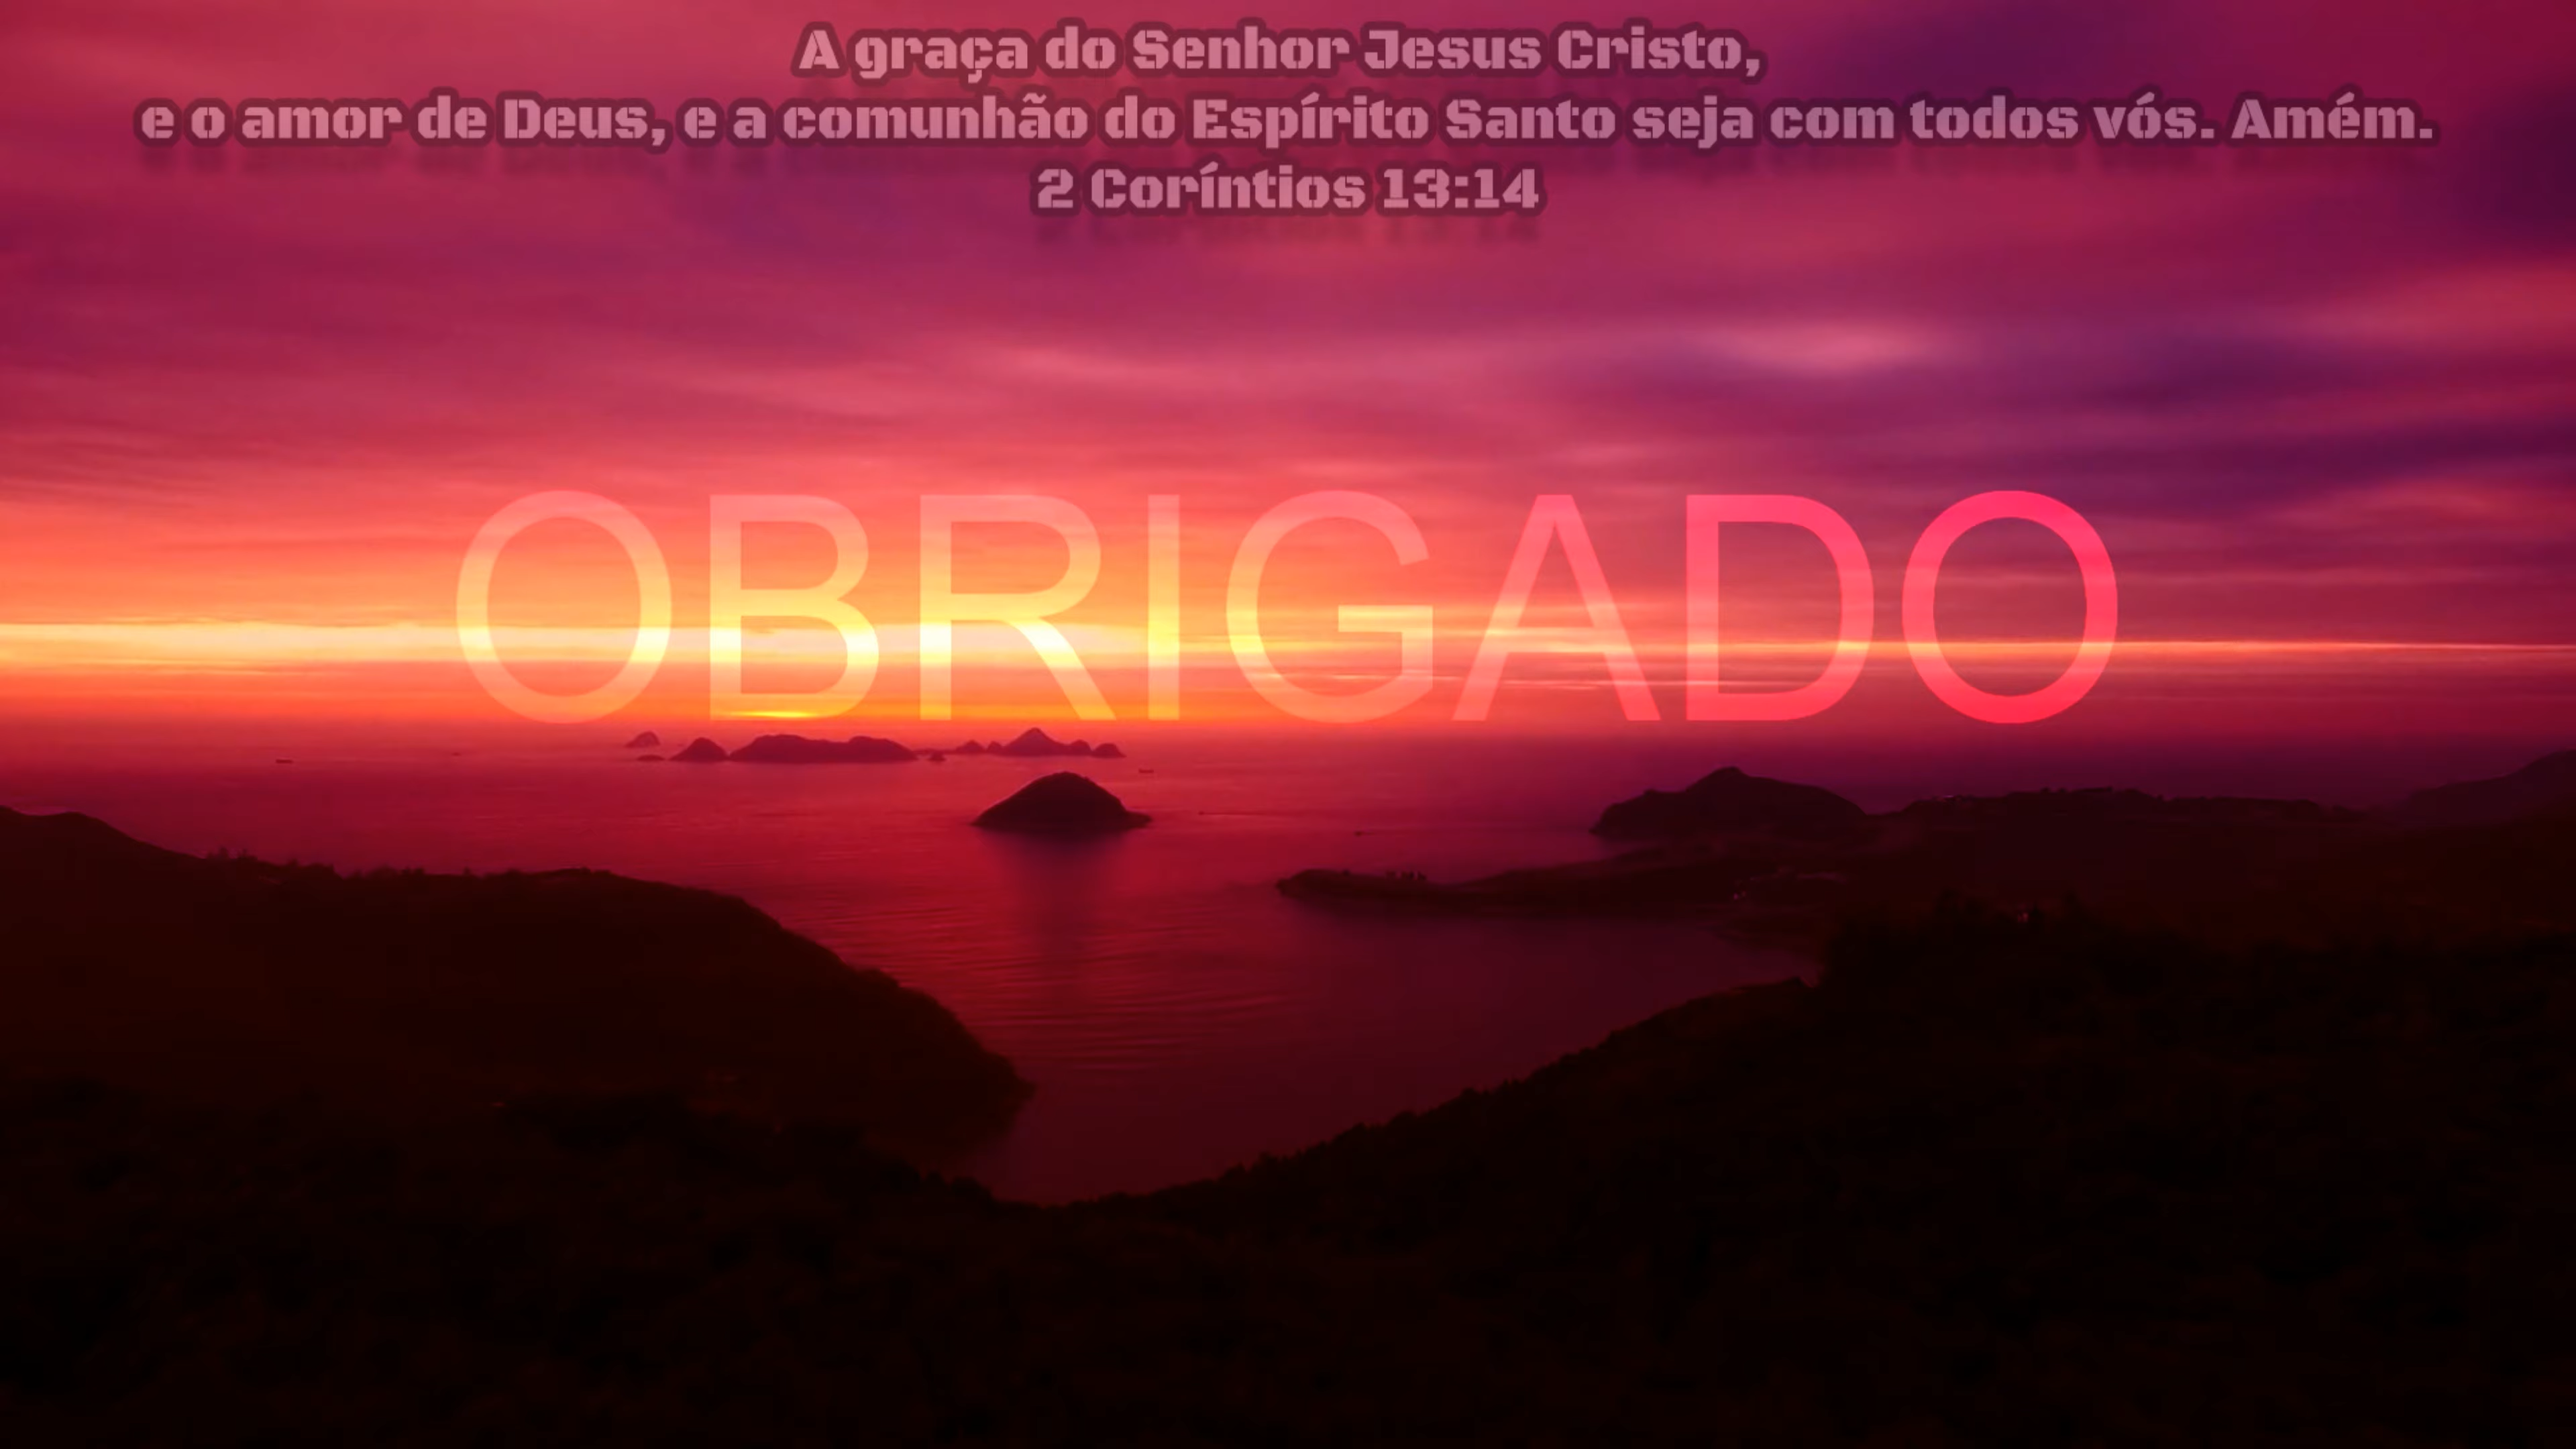 A graça do Senhor Jesus Cristo,
e o amor de Deus, e a comunhão do Espírito Santo seja com todos vós. Amém.
2 Coríntios 13:14
OBRIGADO